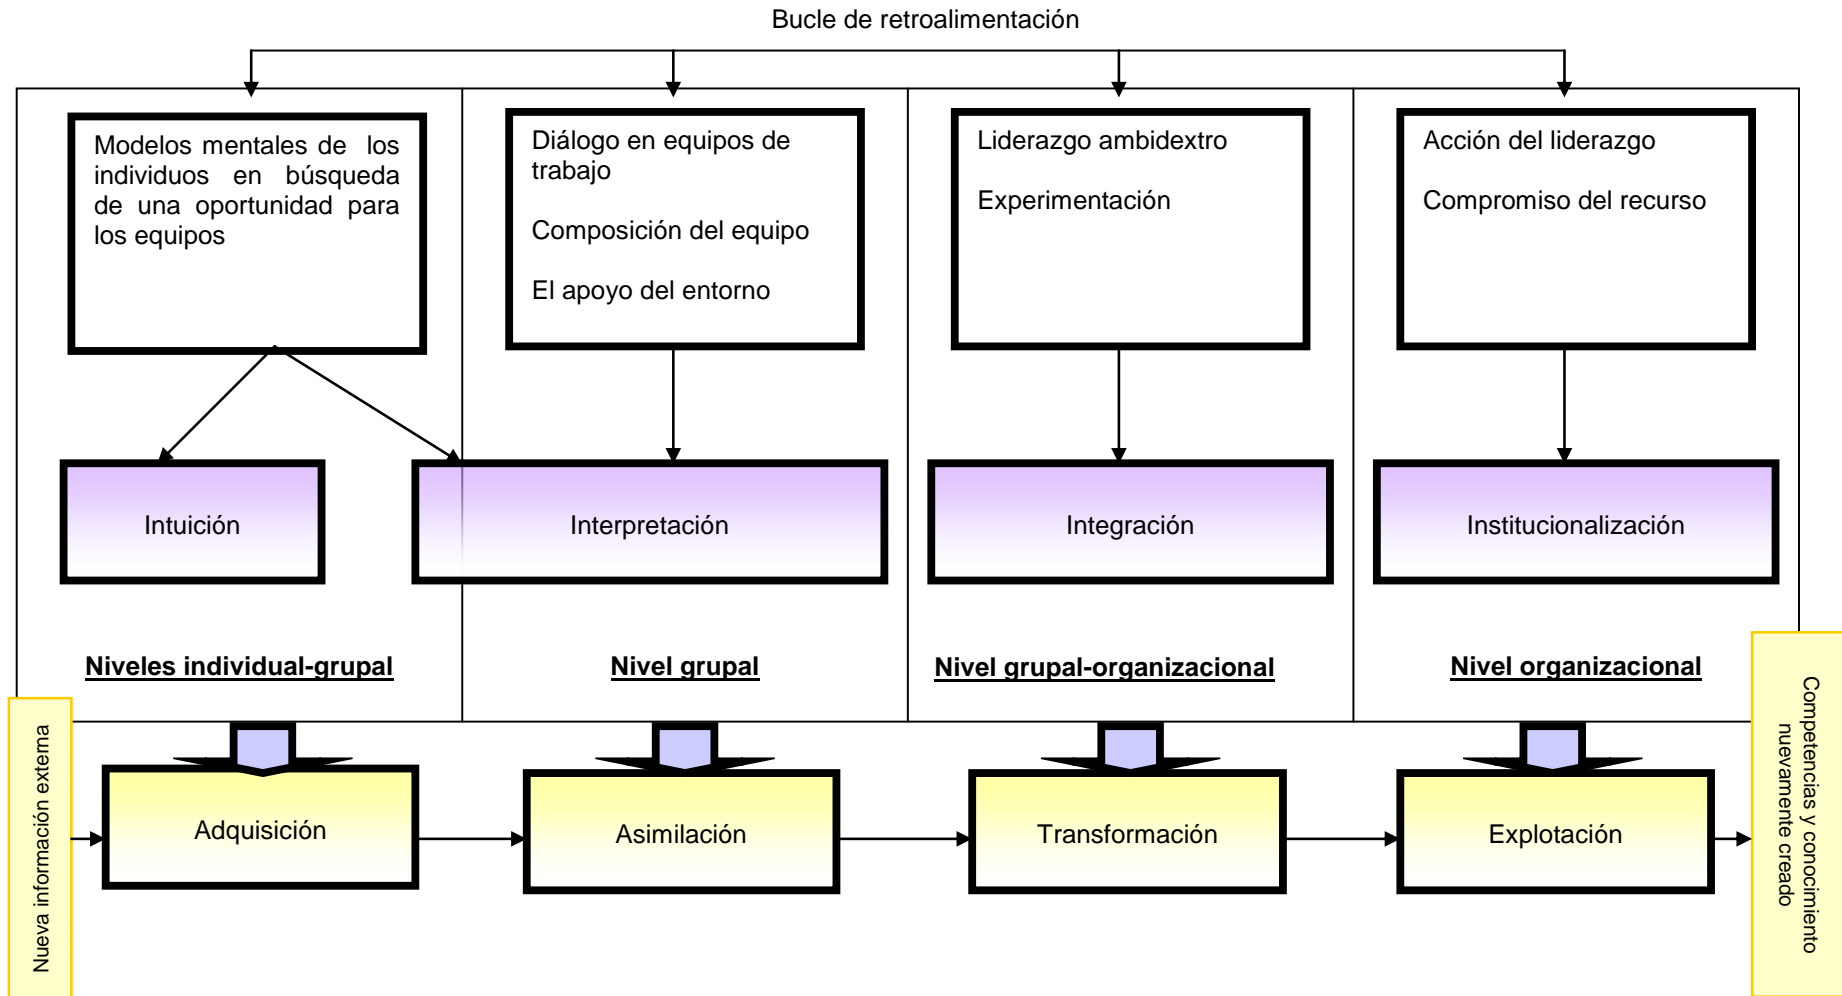 Bucle de retroalimentación
Modelos mentales de los
individuos en búsqueda
de una oportunidad para
los equipos
Diálogo en equipos de
trabajo
Composición del equipo
El apoyo del entorno
Liderazgo ambidextro
Experimentación
Acción del liderazgo
Compromiso del recurso
Intuición
Interpretación
Integración
Institucionalización
Niveles individual-grupal
Nivel grupal
Nivel grupal-organizacional
Nivel organizacional
Nueva información externa
Adquisición
Asimilación
Transformación
Explotación
Competencias y conocimiento
nuevamente creado